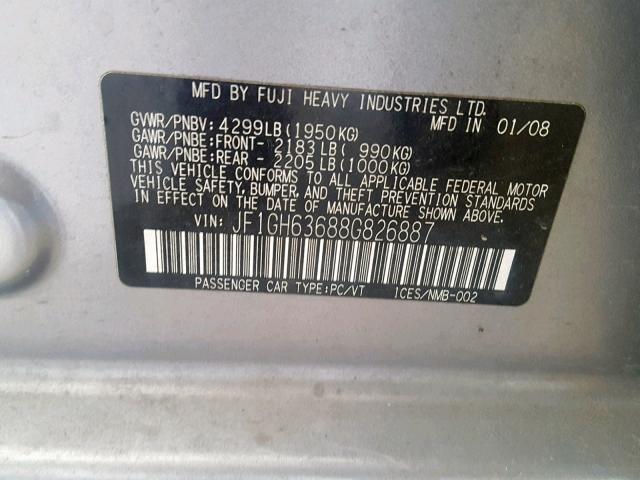 MFD BY FUJI HEAVY INDUSTRIES LTD.
GVWR/PNBV: 4299LB(1950KG) MFD IN 01/08
GAWR/PNBE:FRONT- 2183LB( 990KG)
GAWR/PNBE:REAR - 2205LB(1000KG)
THIS VEHICLE CONFORMS TO ALL APPLICABLE FEDERAL MOTOR
VEHICLE SAFETY, BUMPER, AND THEFT PREVENTION STANDARDS
IN EFFECT ON THE DATE OF MANUFACTURE SHOWN ABOVE.
VIN: JF1GH63688G826887
PASSENGER CAR TYPE:PC/VT ICES/NMB-002